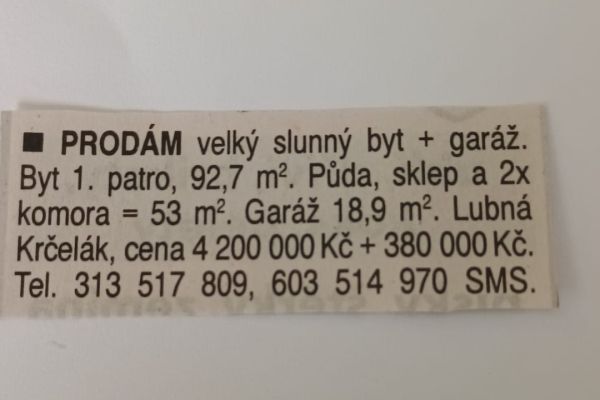 ■ PRODÁM velký slunný byt + garáž.
Byt 1. patro, 92,7 m². Půda, sklep a 2x
komora = 53 m². Garáž 18,9 m². Lubná
Krčelák, cena 4 200 000 Kč + 380 000 Kč.
Tel. 313 517 809, 603 514 970 SMS.